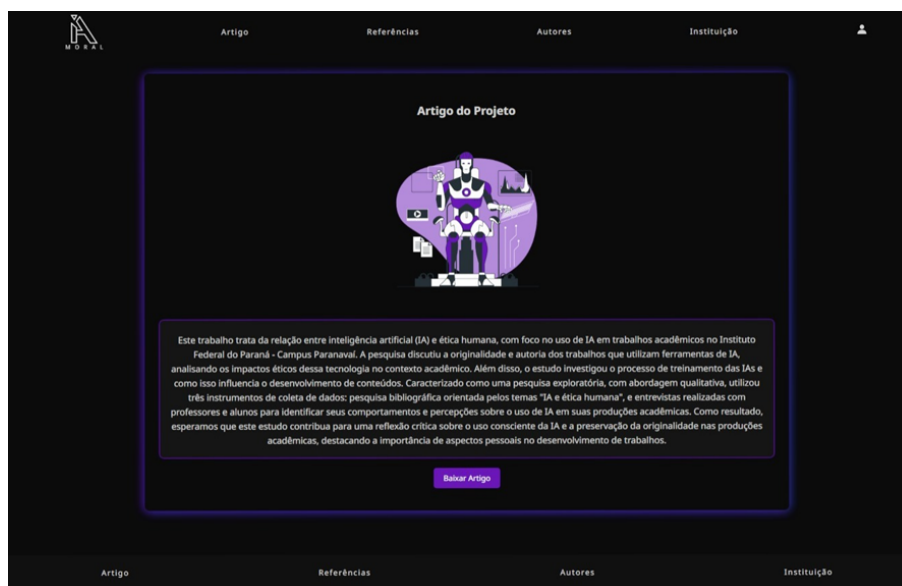 IA
MORAL
Artigo
Referências
Autores
Instituição
Artigo do Projeto
Este trabalho trata da relação entre inteligência artificial (IA) e ética humana, com foco no uso de IA em trabalhos acadêmicos no Instituto
Federal do Paraná - Campus Paranavaí. A pesquisa discutiu a originalidade e autoria dos trabalhos que utilizam ferramentas de IA,
analisando os impactos éticos dessa tecnologia no contexto acadêmico. Além disso, o estudo investigou o processo de treinamento das IAs e
como isso influencia o desenvolvimento de conteúdos. Caracterizado como uma pesquisa exploratória, com abordagem qualitativa, utilizou
três instrumentos de coleta de dados: pesquisa bibliográfica orientada pelos temas "IA e ética humana", e entrevistas realizadas com
professores e alunos para identificar seus comportamentos e percepções sobre o uso de IA em suas produções acadêmicas. Como resultado,
esperamos que este estudo contribua para uma reflexão crítica sobre o uso consciente da IA e a preservação da originalidade nas produções
acadêmicas, destacando a importância de aspectos pessoais no desenvolvimento de trabalhos.
Baixar Artigo
Artigo
Referências
Autores
Instituição